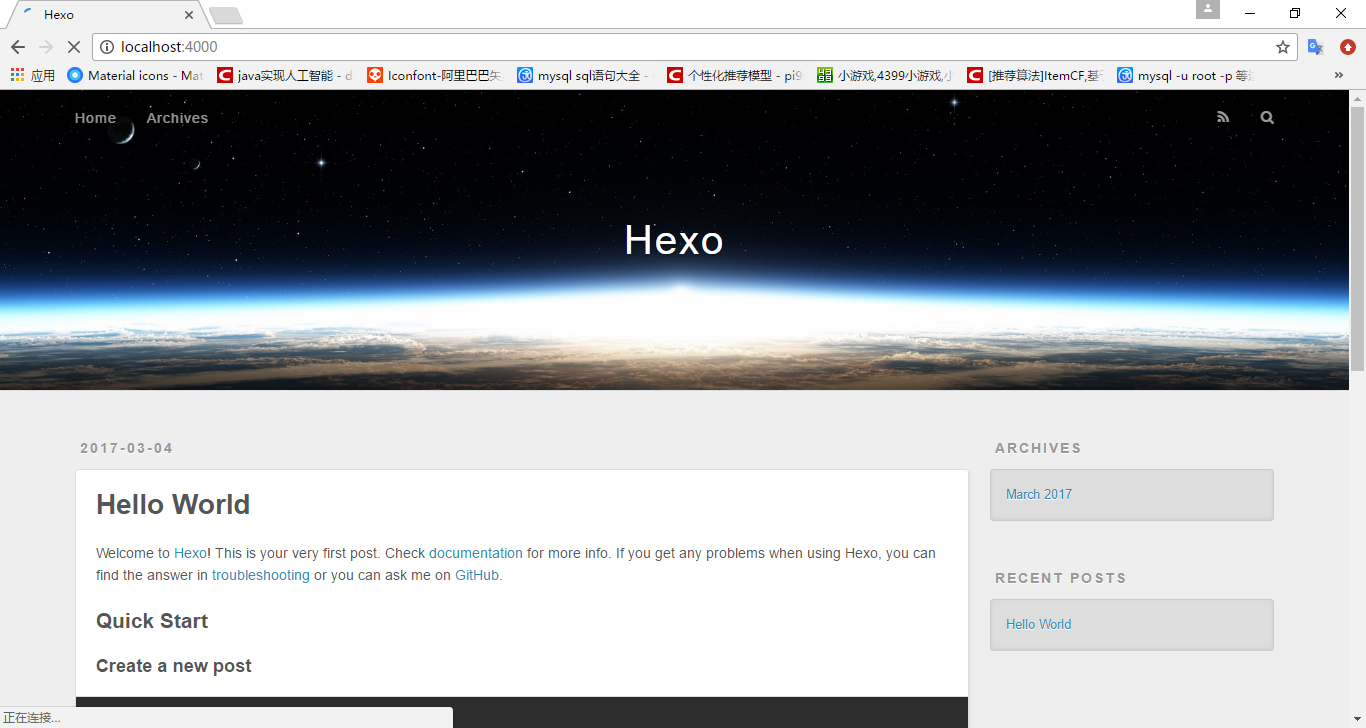 Hexo
localhost:4000
应用 Material icons - Mat java实现人工智能 - d Iconfont-阿里巴巴矢 mysql sql语句大全 - 个性化推荐模型 - pi9 小游戏,4399小游戏,小 [推荐算法]ItemCF,基于 mysql -u root -p 等 »
Home Archives
Hexo
2017-03-04
Hello World
Welcome to Hexo! This is your very first post. Check documentation for more info. If you get any problems when using Hexo, you can
find the answer in troubleshooting or you can ask me on GitHub.
Quick Start
Create a new post
ARCHIVES
March 2017
RECENT POSTS
Hello World
正在连接...